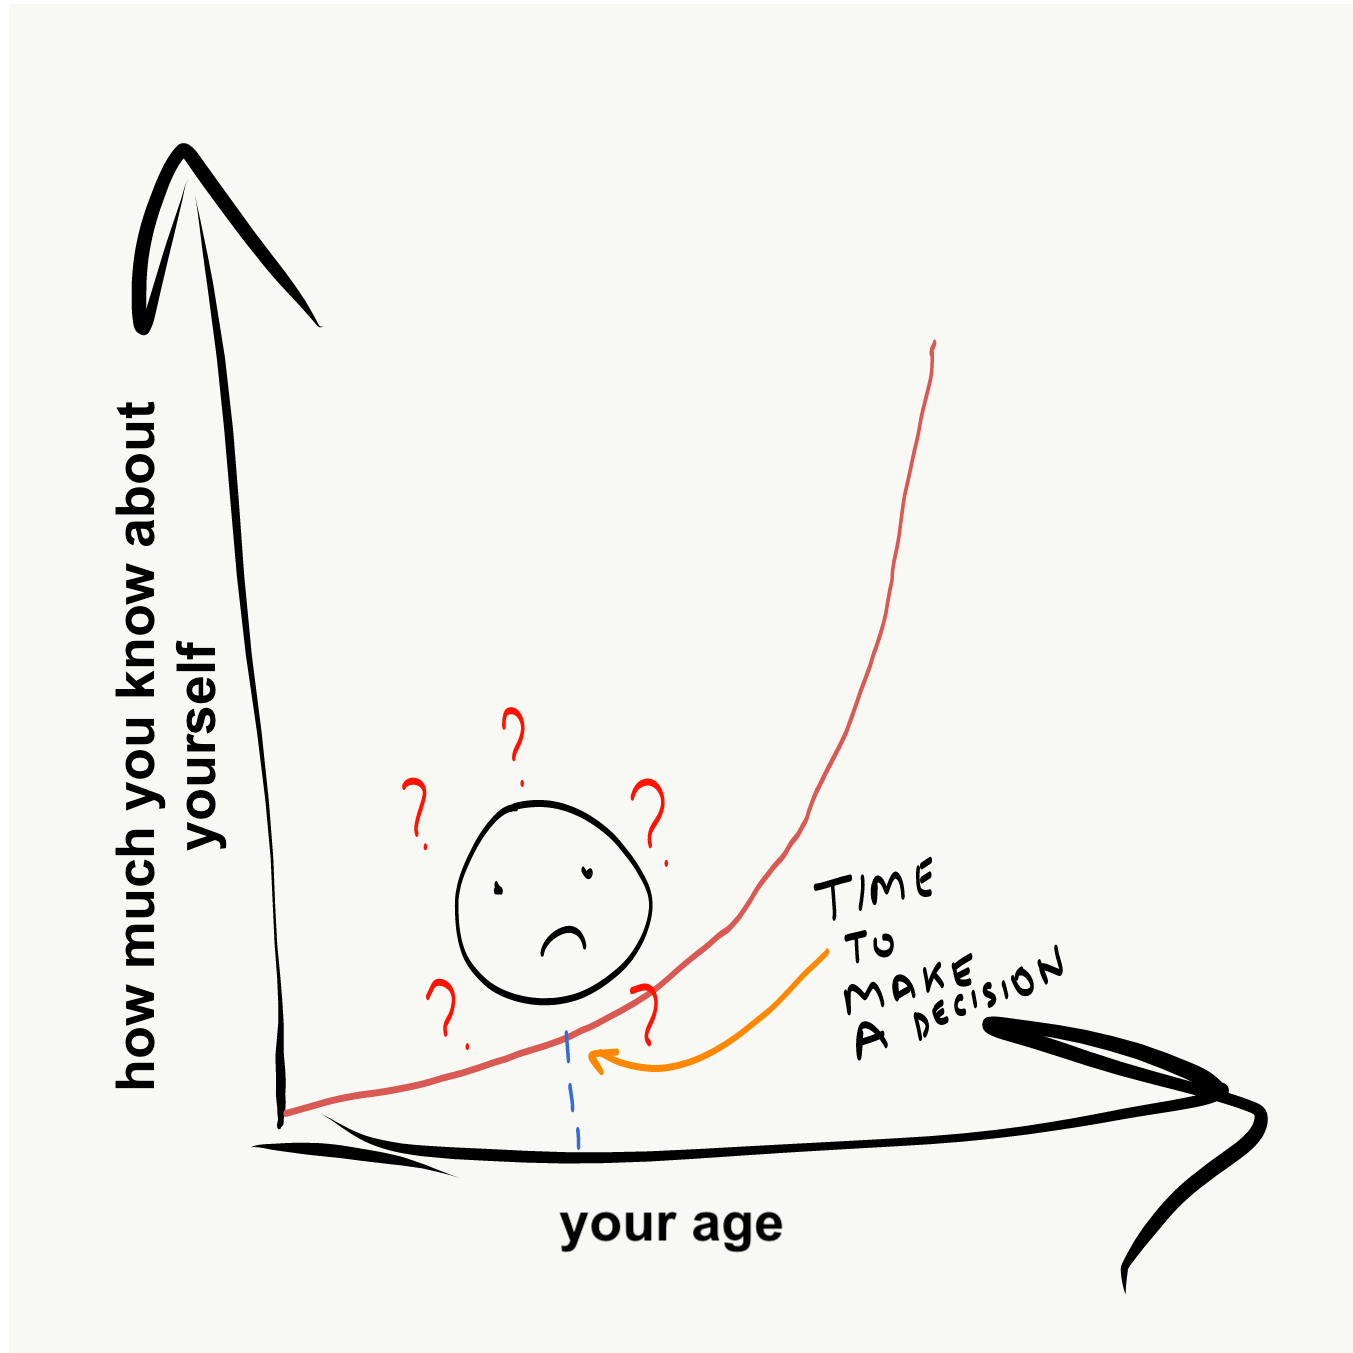 how much you know about
yourself
?
?
?
?
?
TIME
TO
MAKE
A DECISION
your age